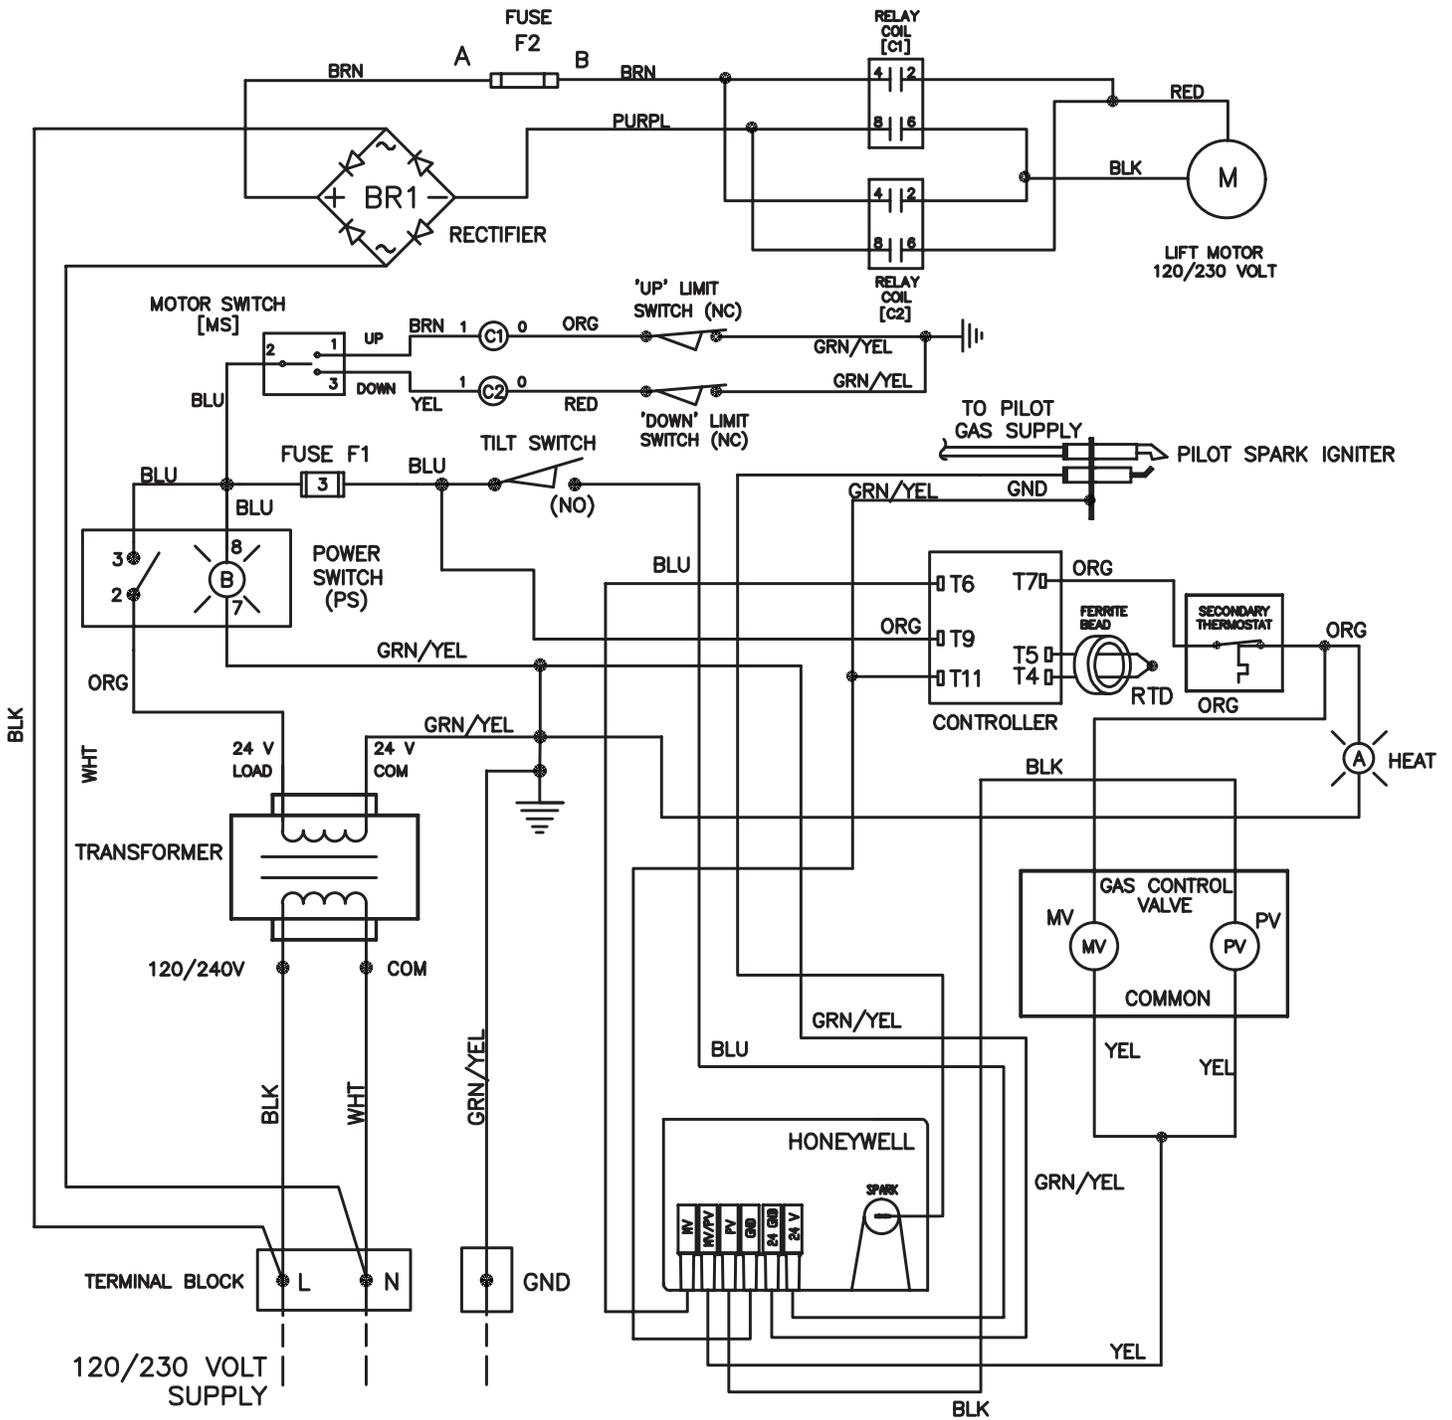 FUSE
F2
A
B
BRN
BRN
RELAY
COIL
[C1]
4
2
8
6
RED
PURPL
BLK
M
LIFT MOTOR
120/230 VOLT
~
+
BR1
-
~
RECTIFIER
4
2
8
6
RELAY
COIL
[C2]
MOTOR SWITCH
[MS]
2
1
3
UP
DOWN
BRN
1
C1
0
ORG
'UP' LIMIT
SWITCH (NC)
GRN/YEL
YEL
1
C2
0
RED
'DOWN' LIMIT
SWITCH (NC)
GRN/YEL
BLU
TO PILOT
GAS SUPPLY
PILOT SPARK IGNITER
GRN/YEL
GND
BLU
FUSE F1
3
BLU
TILT SWITCH
(NO)
BLU
3
2
8
B
7
POWER
SWITCH
(PS)
BLU
ORG
T6
T9
T11
T7
T5
T4
CONTROLLER
ORG
FERRITE
BEAD
RTD
SECONDARY
THERMOSTAT
ORG
ORG
A
HEAT
GRN/YEL
ORG
BLK
WHT
GRN/YEL
24 V
LOAD
24 V
COM
TRANSFORMER
120/240V
COM
BLK
GAS CONTROL
VALVE
MV
MV
PV
PV
COMMON
YEL
YEL
GRN/YEL
BLU
BLK
WHT
GRN/YEL
HONEYWELL
SPARK
MV
MV/PV
PV
GND
24 GND
24 V
GRN/YEL
TERMINAL BLOCK
L
N
GND
120/230 VOLT
SUPPLY
YEL
BLK